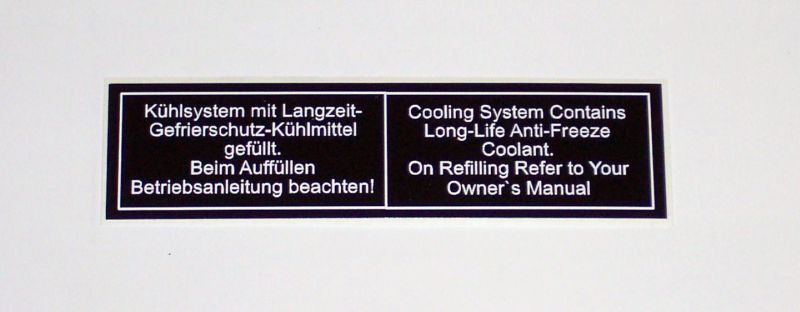 Kühlsystem mit Langzeit-
Gefrierschutz-Kühlmittel
gefüllt.
Beim Auffüllen
Betriebsanleitung beachten!
Cooling System Contains
Long-Life Anti-Freeze
Coolant.
On Refilling Refer to Your
Owner`s Manual